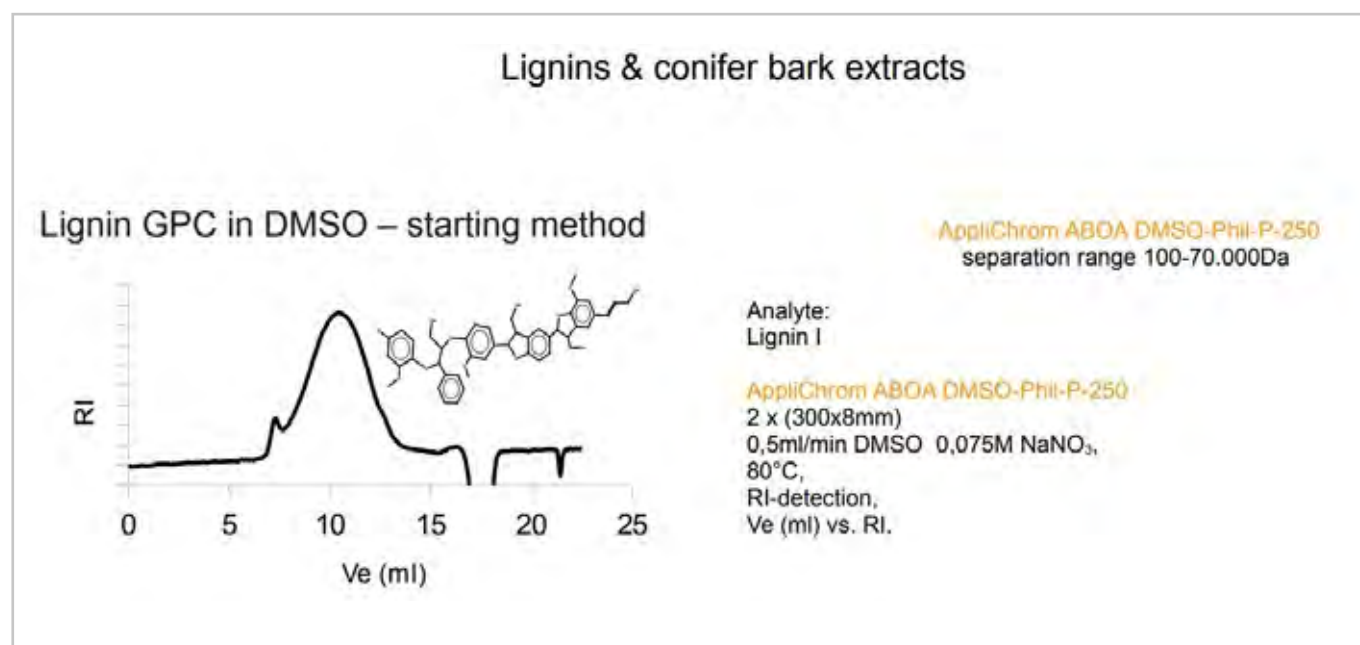 Lignins & conifer bark extracts
Lignin GPC in DMSO – starting method
RI
0 5 10 15 20 25
Ve (ml)
AppliChrom ABOA DMSO-Phil-P-250
separation range 100-70.000Da
Analyte:
Lignin I
AppliChrom ABOA DMSO-Phil-P-250
2 x (300x8mm)
0,5ml/min DMSO 0,075M NaNO₃,
80°C,
RI-detection,
Ve (ml) vs. RI.